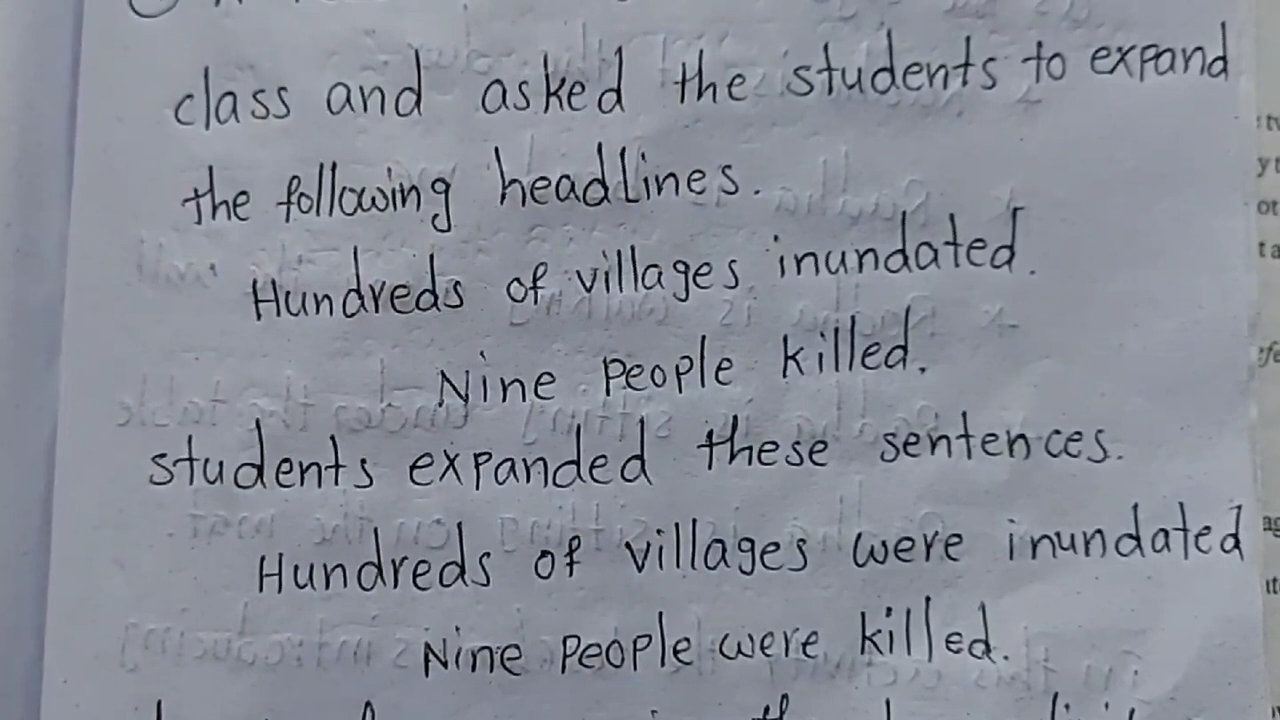 class and asked the students to expand
the following headlines.
Hundreds of villages inundated.
Nine people killed.
students expanded these sentences.
Hundreds of villages were inundated
Nine people were killed.